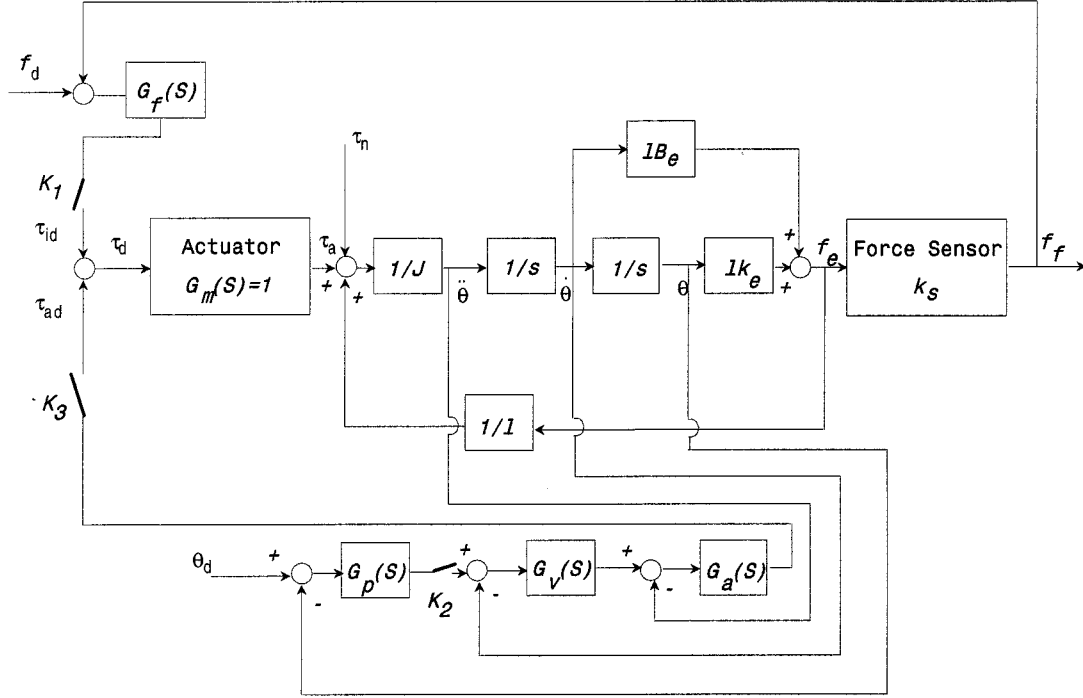 f_d
G_f(S)
K_1
τ_id
τ_d
τ_ad
K_3
Actuator
G_m(S)=1
τ_n
τ_a
+
+
1/J
θ̈
1/s
θ̇
1/s
θ
lB_e
lk_e
+
+
f_e
Force Sensor
k_S
f_f
1/l
θ_d
+
-
G_p(S)
K_2
+
-
G_v(S)
+
-
G_a(S)